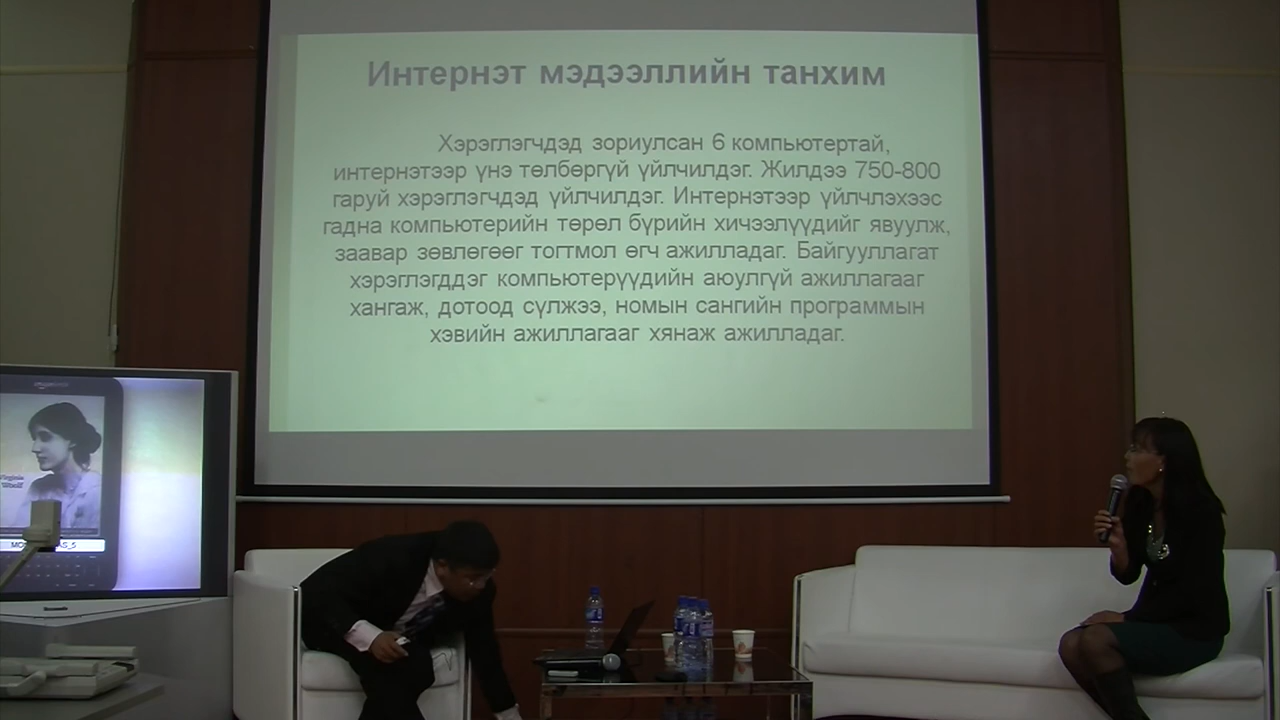 Интернэт мэдээллийн танхим
Хэрэглэгчдэд зориулсан 6 компьютертай,
интернэтээр үнэ төлбөргүй үйлчилдэг. Жилдээ 750-800
гаруй хэрэглэгчдэд үйлчилдэг. Интернэтээр үйлчлэхээс
гадна компьютерийн төрөл бүрийн хичээлүүдийг явуулж,
заавар зөвлөгөөг тогтмол өгч ажилладаг. Байгууллагат
хэрэглэгддэг компьютерүүдийн аюулгүй ажиллагааг
хангаж, дотоод сүлжээ, номын сангийн программын
хэвийн ажиллагааг хянаж ажилладаг.
Virginia
Woolf